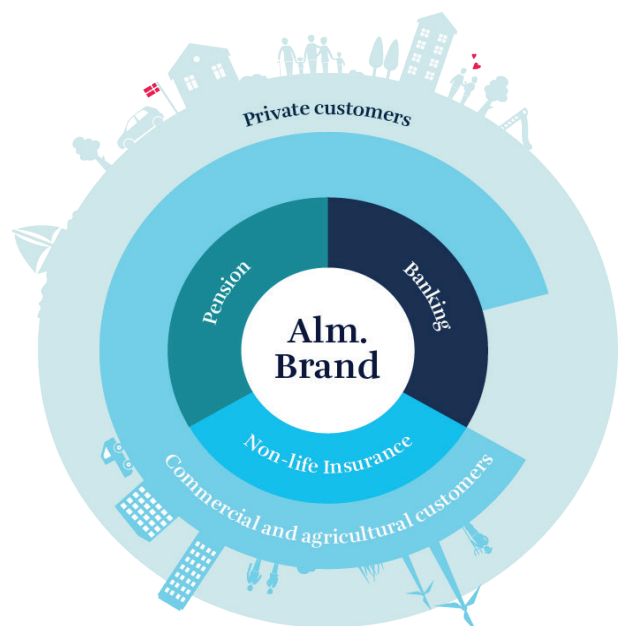 Private customers
Pension
Banking
Alm.
Brand
Non-life Insurance
Commercial and agricultural customers